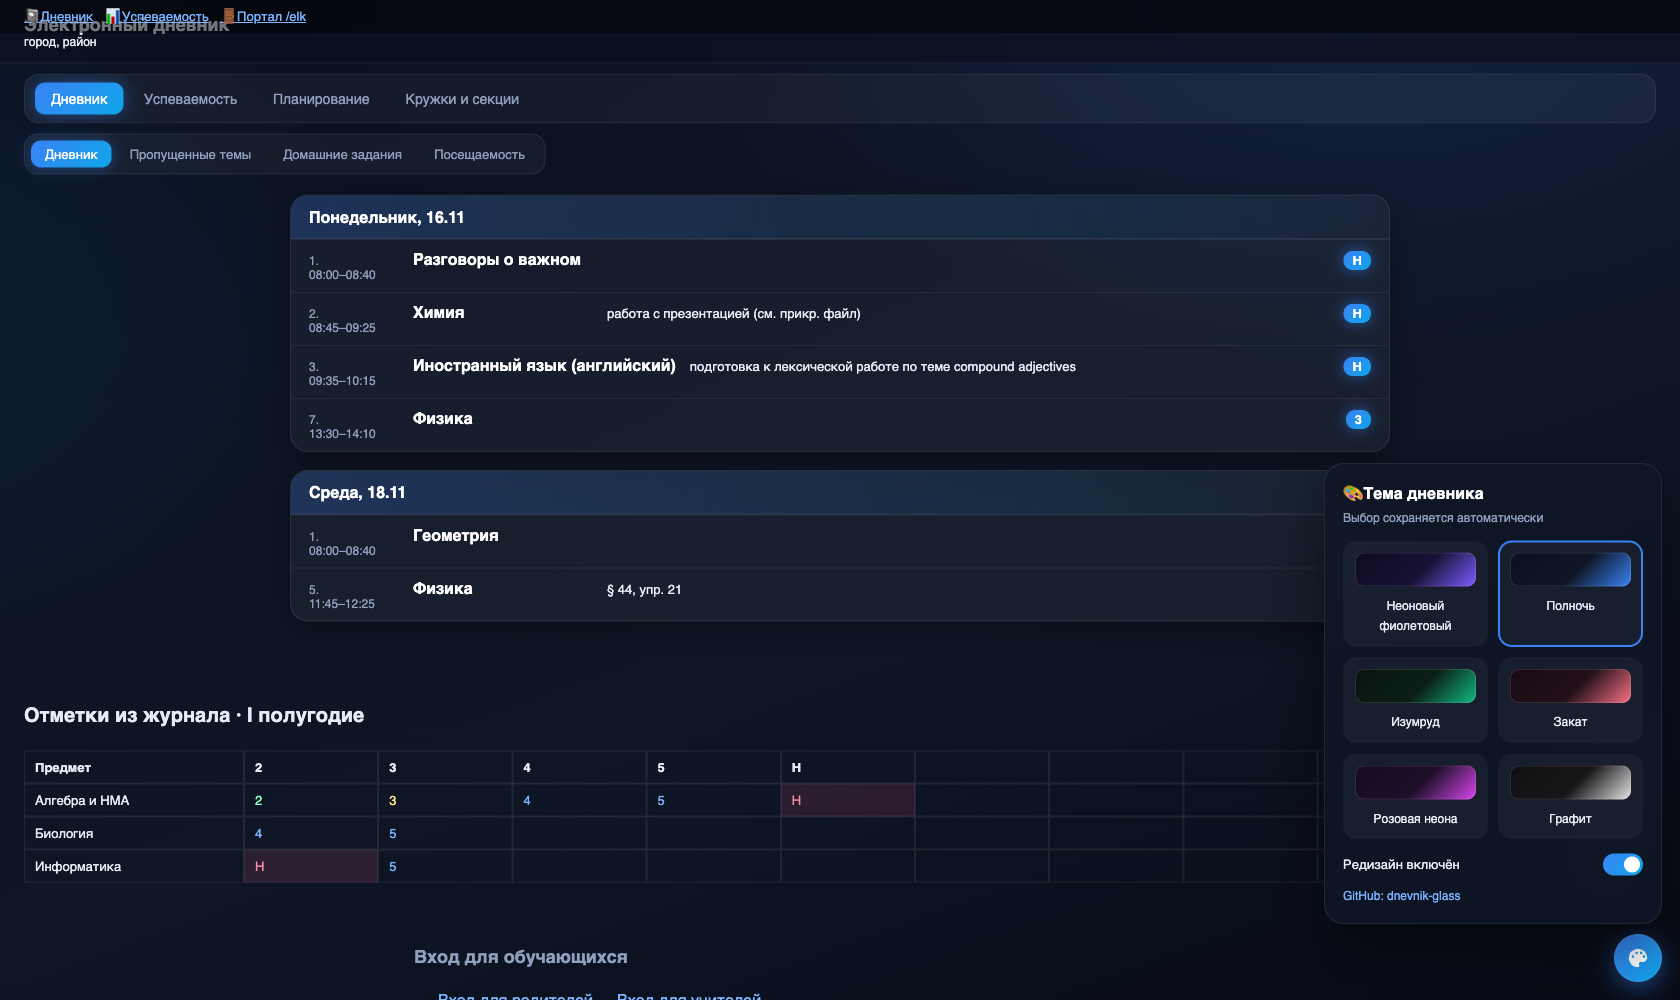 Дневник Успеваемость Портал /elk
Электронный дневник
город, район
Дневник Успеваемость Планирование Кружки и секции
Дневник Пропущенные темы Домашние задания Посещаемость
Понедельник, 16.11
1.
08:00–08:40
Разговоры о важном
Н
2.
08:45–09:25
Химия
работа с презентацией (см. прикр. файл)
Н
3.
09:35–10:15
Иностранный язык (английский)
подготовка к лексической работе по теме compound adjectives
Н
7.
13:30–14:10
Физика
3
Среда, 18.11
1.
08:00–08:40
Геометрия
5.
11:45–12:25
Физика
§ 44, упр. 21
Отметки из журнала · I полугодие
Предмет 2 3 4 5 Н
Алгебра и НМА 2 3 4 5 Н
Биология 4 5
Информатика Н 5
Вход для обучающихся
Вход для родителей Вход для учителей
Тема дневника
Выбор сохраняется автоматически
Неоновый
фиолетовый
Полночь
Изумруд
Закат
Розовая неона
Графит
Редизайн включён
GitHub: dnevnik-glass